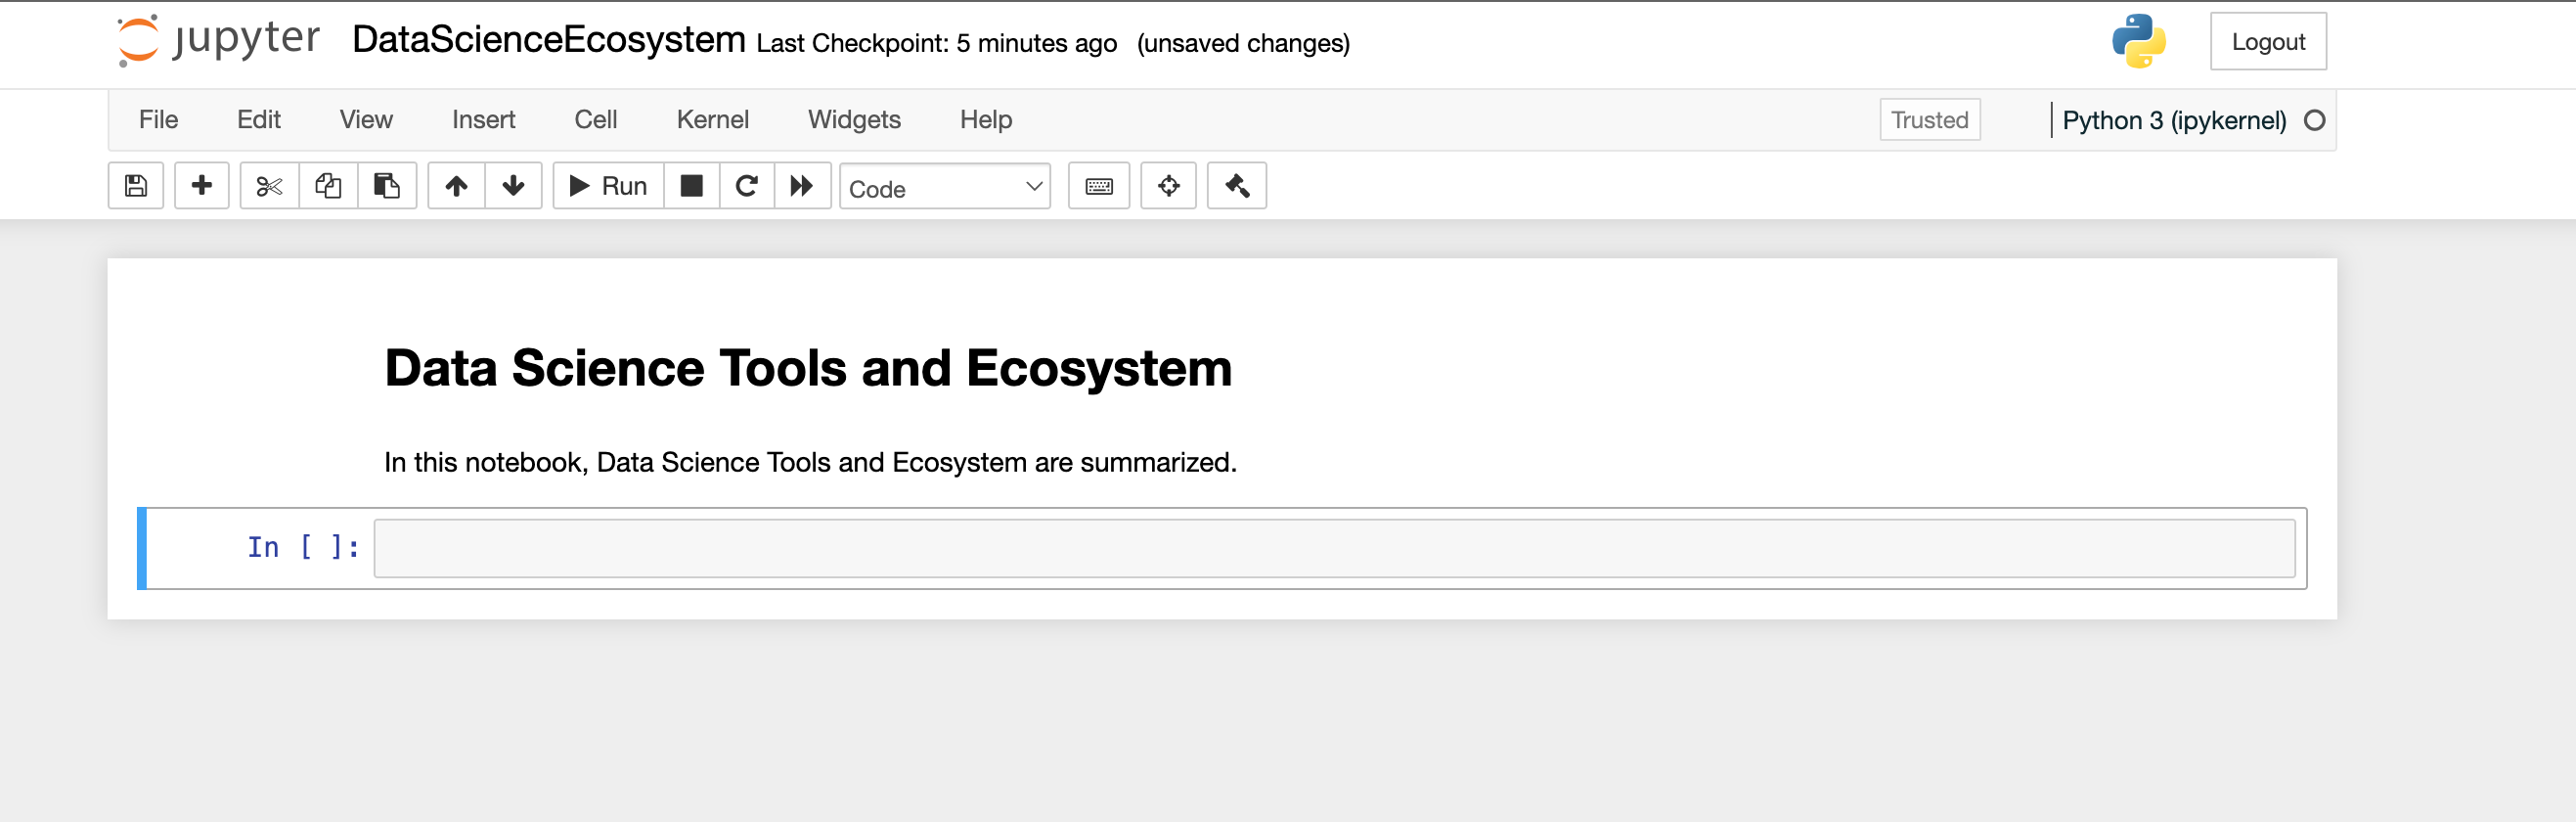 jupyter DataScienceEcosystem Last Checkpoint: 5 minutes ago (unsaved changes) Logout
File Edit View Insert Cell Kernel Widgets Help Trusted Python 3 (ipykernel)
Run Code
Data Science Tools and Ecosystem
In this notebook, Data Science Tools and Ecosystem are summarized.
In [ ]: